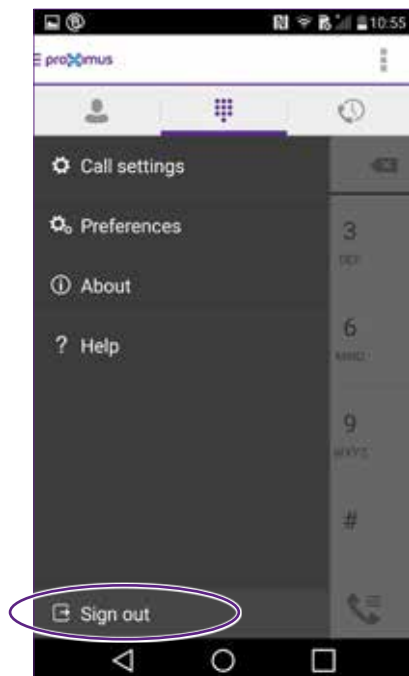 10:55
proximus
Call settings
3
DEF
Preferences
About
6
MNO
? Help
9
WXYZ
#
Sign out